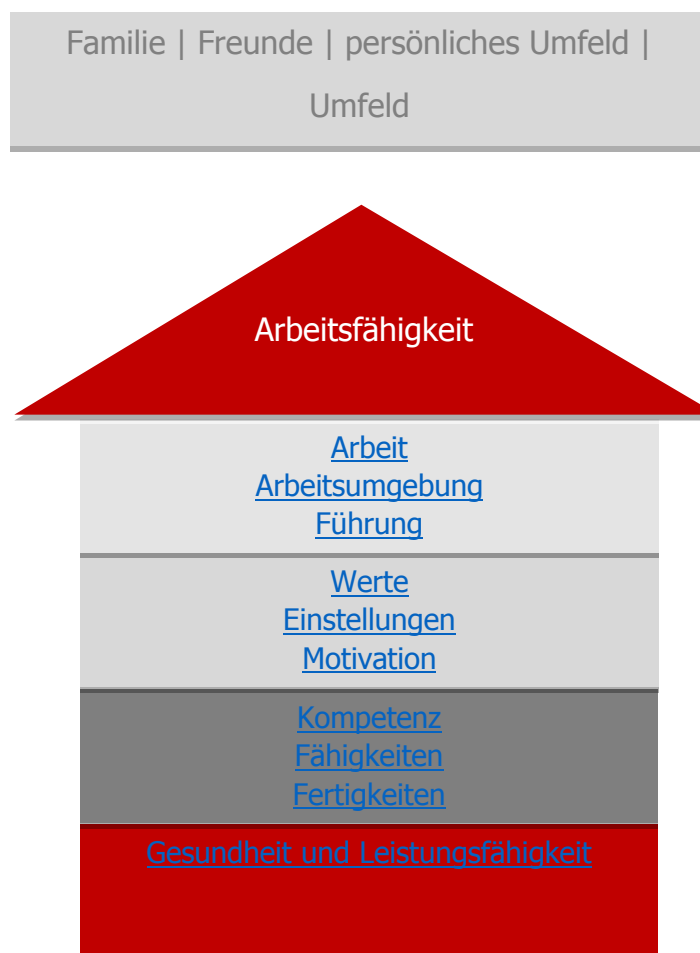 Familie | Freunde | persönliches Umfeld |
Umfeld
Arbeitsfähigkeit
Arbeit
Arbeitsumgebung
Führung
Werte
Einstellungen
Motivation
Kompetenz
Fähigkeiten
Fertigkeiten
Gesundheit und Leistungsfähigkeit